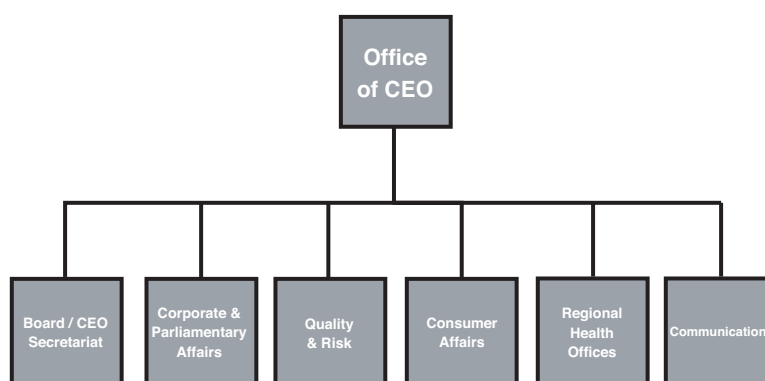 Office
of CEO
Board / CEO
Secretariat
Corporate &
Parliamentary
Affairs
Quality
& Risk
Consumer
Affairs
Regional
Health
Offices
Communication